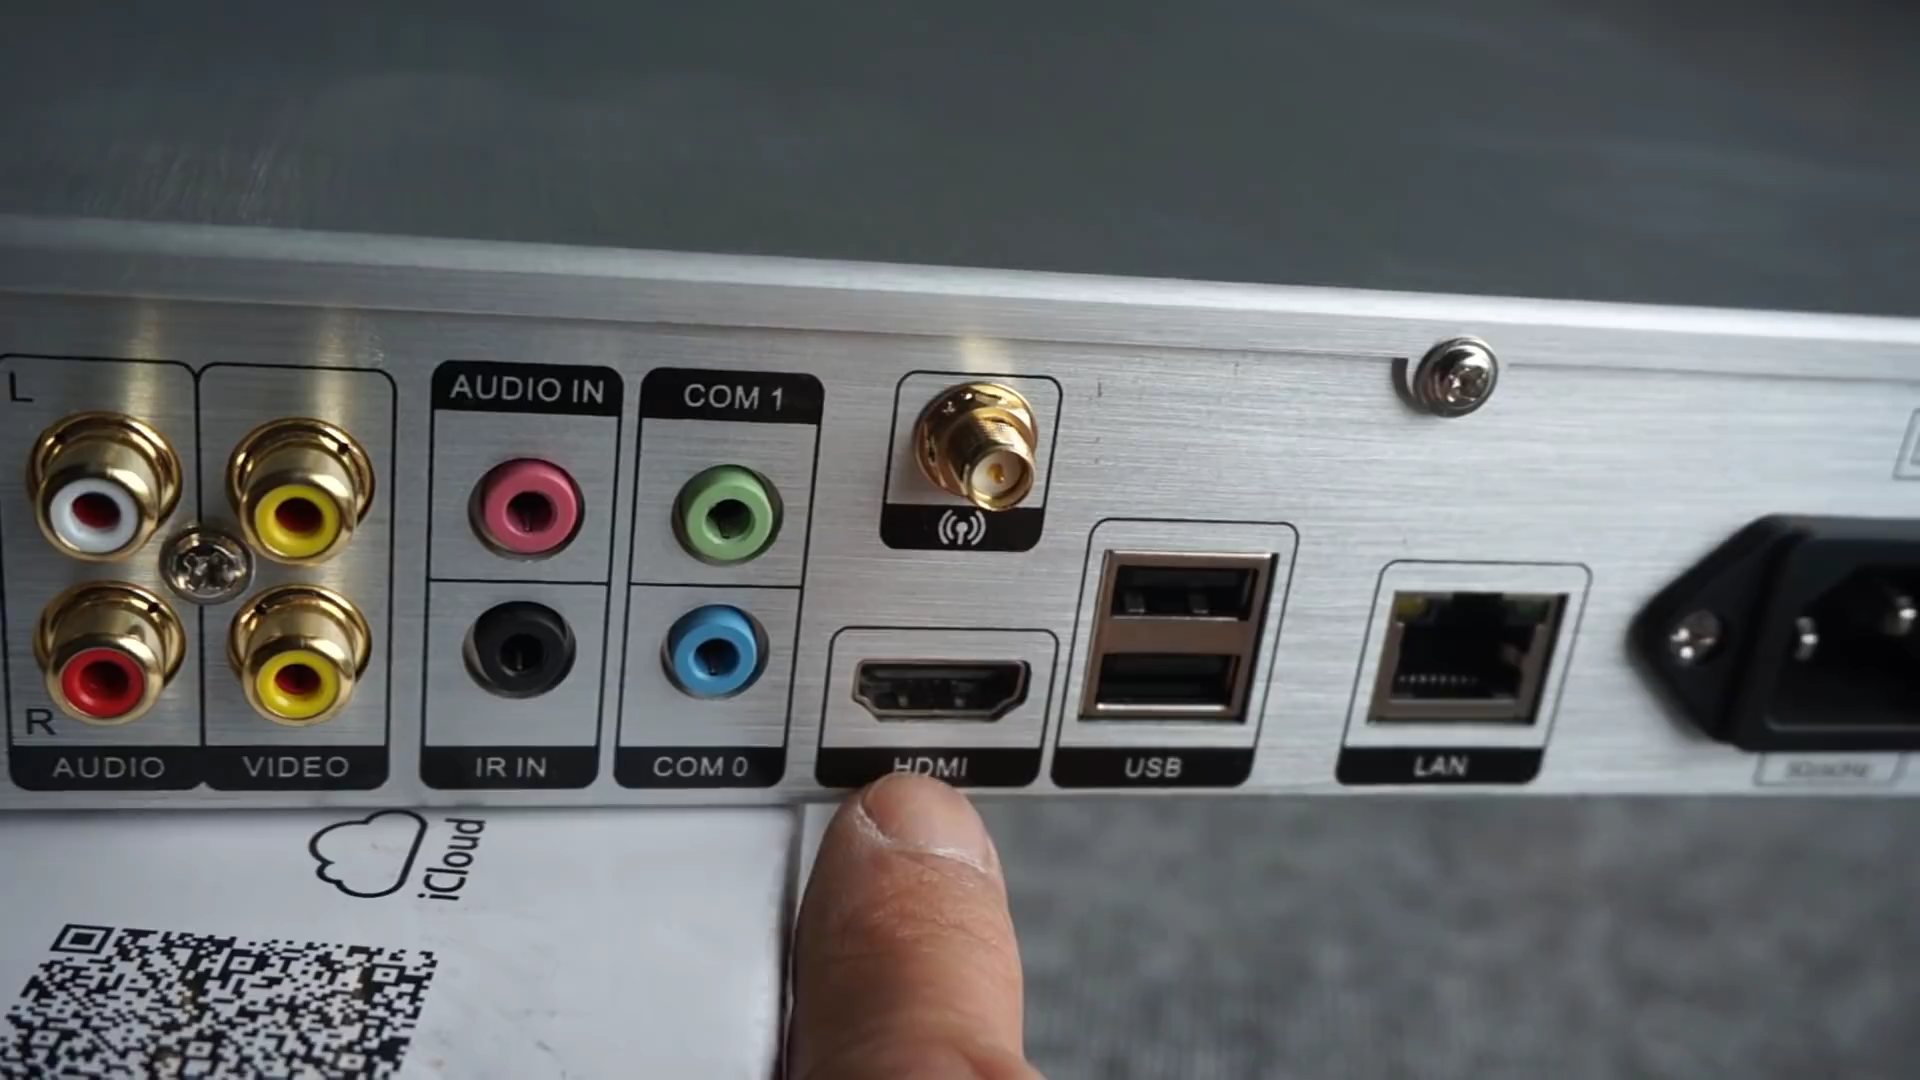 L
AUDIO IN
COM 1
R
AUDIO
VIDEO
IR IN
COM 0
HDMI
USB
LAN
iCloud